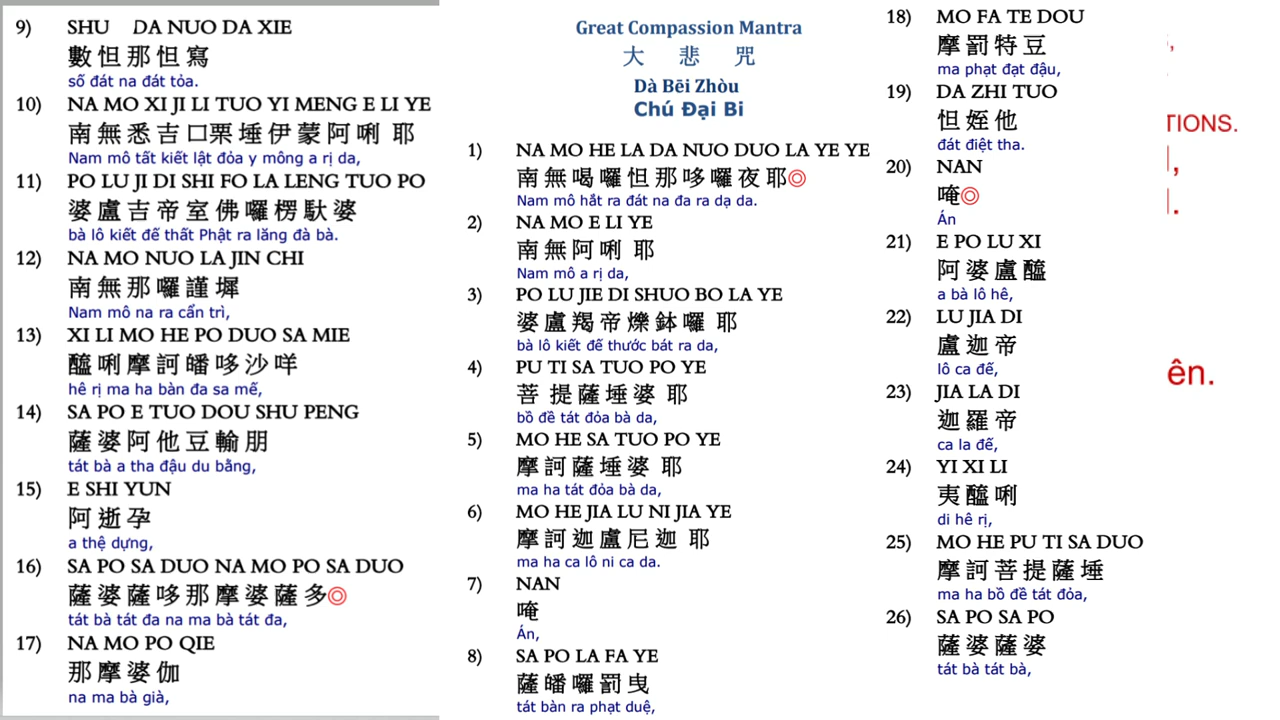 Great Compassion Mantra
大 悲 咒
Dà Bēi Zhòu
Chú Đại Bi
1) NA MO HE LA DA NUO DUO LA YE YE
南無喝囉怛那哆囉夜耶◎
Nam mô hắt ra đát na đa ra dạ da.
2) NA MO E LI YE
南無阿唎 耶
Nam mô a rị da,
3) PO LU JIE DI SHUO BO LA YE
婆盧羯帝爍鉢囉 耶
bà lô kiết đế thước bát ra da,
4) PU TI SA TUO PO YE
菩提薩埵婆 耶
bồ đề tát đỏa bà da,
5) MO HE SA TUO PO YE
摩訶薩埵婆 耶
ma ha tát đỏa bà da,
6) MO HE JIA LU NI JIA YE
摩訶迦盧尼迦 耶
ma ha ca lô ni ca da.
7) NAN
唵
Án,
8) SA PO LA FA YE
薩皤囉罰曳
tát bàn ra phạt duệ,
9) SHU DA NUO DA XIE
數怛那怛寫
số đát na đát tỏa.
10) NA MO XI JI LI TUO YI MENG E LI YE
南無悉吉口栗埵伊蒙阿唎 耶
Nam mô tất kiết lật đỏa y mông a rị da,
11) PO LU JI DI SHI FO LA LENG TUO PO
婆盧吉帝室佛囉楞馱婆
bà lô kiết đế thất Phật ra lăng đà bà.
12) NA MO NUO LA JIN CHI
南無那囉謹墀
Nam mô na ra cẩn trì,
13) XI LI MO HE PO DUO SA MIE
醯唎摩訶皤哆沙咩
hê rị ma ha bàn đa sa mế,
14) SA PO E TUO DOU SHU PENG
薩婆阿他豆輸朋
tát bà a tha đậu du bằng,
15) E SHI YUN
阿逝孕
a thệ dựng,
16) SA PO SA DUO NA MO PO SA DUO
薩婆薩哆那摩婆薩多◎
tát bà tát đa na ma bà tát đa,
17) NA MO PO QIE
那摩婆伽
na ma bà già,
18) MO FA TE DOU
摩罰特豆
ma phạt đạt đậu,
19) DA ZHI TUO
怛姪他
đát điệt tha.
20) NAN
唵◎
Án
21) E PO LU XI
阿婆盧醯
a bà lô hê,
22) LU JIA DI
盧迦帝
lô ca đế,
23) JIA LA DI
迦羅帝
ca la đế,
24) YI XI LI
夷醯唎
di hê rị,
25) MO HE PU TI SA DUO
摩訶菩提薩埵
ma ha bồ đề tát đỏa,
26) SA PO SA PO
薩婆薩婆
tát bà tát bà,
TIONS.
ên.